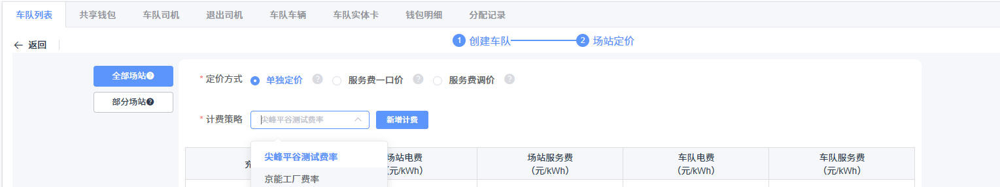 车队列表 共享钱包 车队司机 退出司机 车队车辆 车队实体卡 钱包明细 分配记录
返回 1 创建车队 2 场站定价
全部场站 ?
部分场站 ?
* 定价方式 单独定价 ? 服务费一口价 ? 服务费调价 ?
* 计费策略 尖峰平谷测试费率 新增计费
尖峰平谷测试费率
京能工厂费率
充 场站电费 场站服务费 车队电费 车队服务费
(元/kWh) (元/kWh) (元/kWh) (元/kWh)